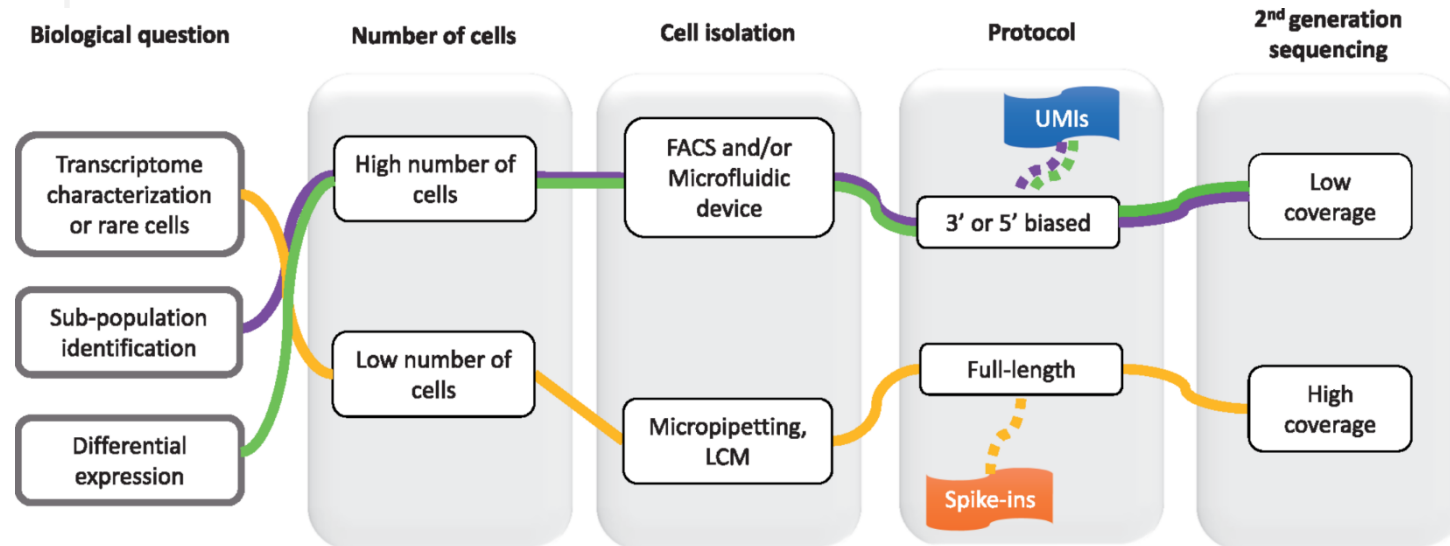 Biological question
Number of cells
Cell isolation
Protocol
2nd generation
sequencing
Transcriptome
characterization
or rare cells
Sub-population
identification
Differential
expression
High number of
cells
Low number of
cells
FACS and/or
Microfluidic
device
Micropipetting,
LCM
UMIs
3’ or 5’ biased
Full-length
Spike-ins
Low
coverage
High
coverage